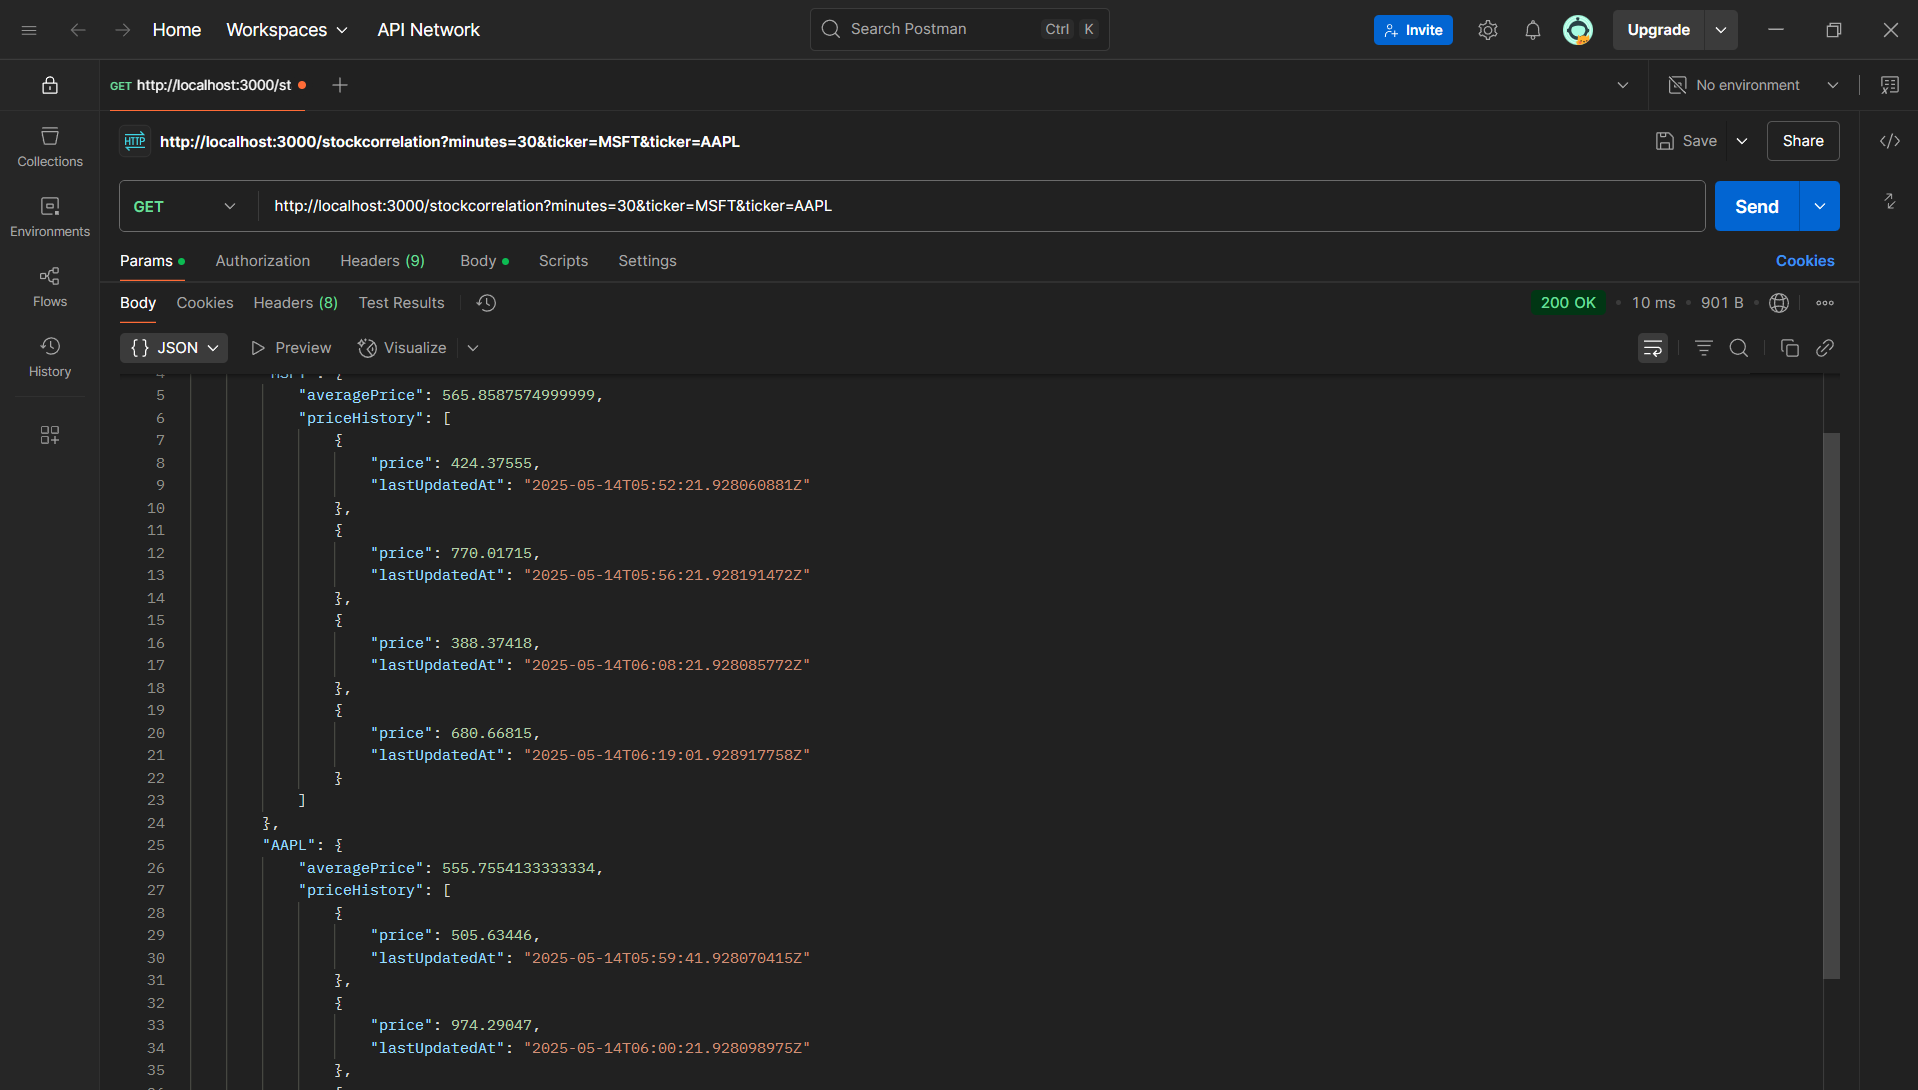 Home Workspaces API Network Search Postman Ctrl K Invite Upgrade
GET http://localhost:3000/st No environment
HTTP http://localhost:3000/stockcorrelation?minutes=30&ticker=MSFT&ticker=AAPL Save Share
Collections
GET http://localhost:3000/stockcorrelation?minutes=30&ticker=MSFT&ticker=AAPL Send
Environments
Params Authorization Headers (9) Body Scripts Settings Cookies
Flows
Body Cookies Headers (8) Test Results 200 OK 10 ms 901 B
{} JSON Preview Visualize
History
4 "MSFT": {
5 "averagePrice": 565.8587574999999,
6 "priceHistory": [
7 {
8 "price": 424.37555,
9 "lastUpdatedAt": "2025-05-14T05:52:21.928060881Z"
10 },
11 {
12 "price": 770.01715,
13 "lastUpdatedAt": "2025-05-14T05:56:21.928191472Z"
14 },
15 {
16 "price": 388.37418,
17 "lastUpdatedAt": "2025-05-14T06:08:21.928085772Z"
18 },
19 {
20 "price": 680.66815,
21 "lastUpdatedAt": "2025-05-14T06:19:01.928917758Z"
22 }
23 ]
24 },
25 "AAPL": {
26 "averagePrice": 555.7554133333334,
27 "priceHistory": [
28 {
29 "price": 505.63446,
30 "lastUpdatedAt": "2025-05-14T05:59:41.928070415Z"
31 },
32 {
33 "price": 974.29047,
34 "lastUpdatedAt": "2025-05-14T06:00:21.928098975Z"
35 },